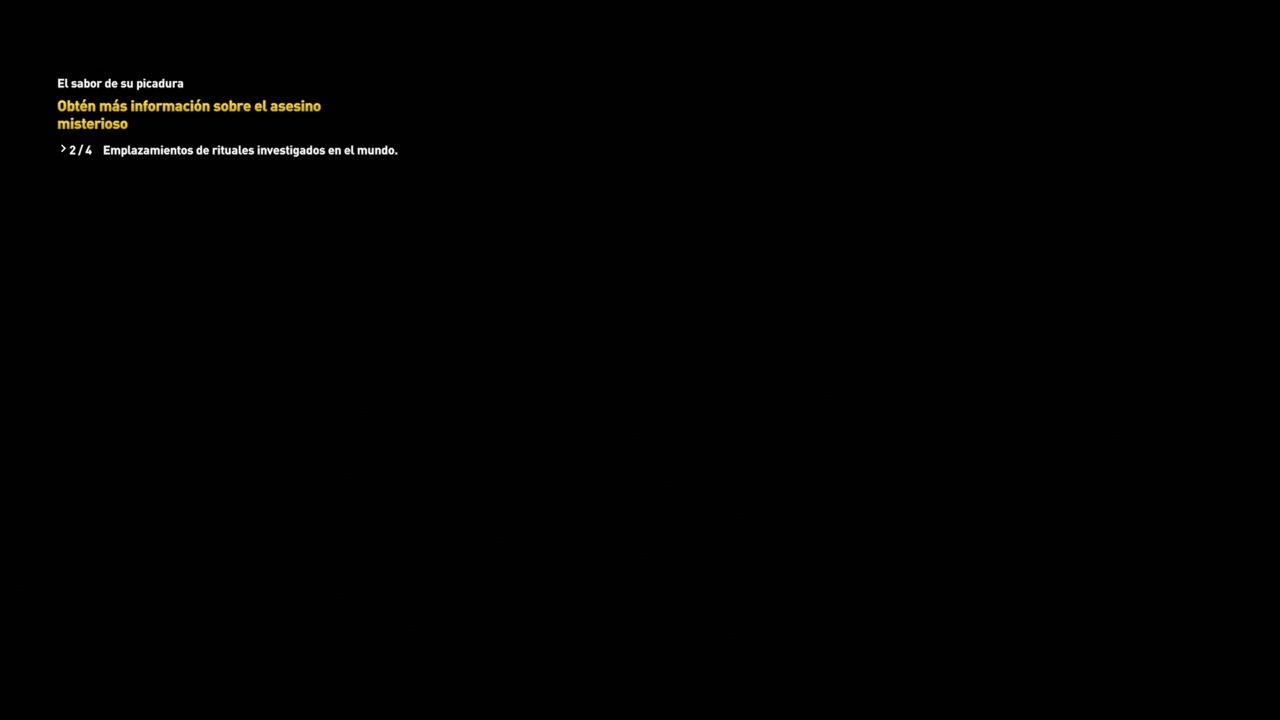 El sabor de su picadura
Obtén más información sobre el asesino
misterioso
> 2 / 4 Emplazamientos de rituales investigados en el mundo.